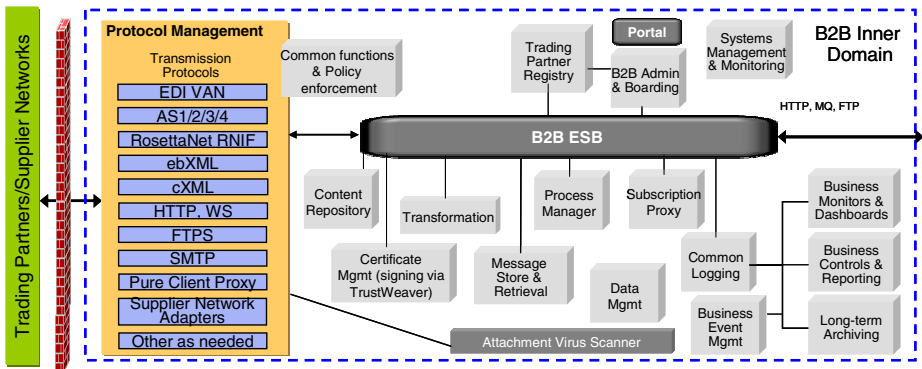 Trading Partners/Supplier Networks
Protocol Management
Transmission
Protocols
EDI VAN
AS1/2/3/4
RosettaNet RNIF
ebXML
cXML
HTTP, WS
FTPS
SMTP
Pure Client Proxy
Supplier Network
Adapters
Other as needed
Common functions
& Policy
enforcement
Trading
Partner
Registry
Portal
B2B Admin
& Boarding
Systems
Management
& Monitoring
B2B Inner
Domain
HTTP, MQ, FTP
B2B ESB
Content
Repository
Transformation
Process
Manager
Subscription
Proxy
Business
Monitors &
Dashboards
Certificate
Mgmt (signing via
TrustWeaver)
Message
Store &
Retrieval
Data
Mgmt
Common
Logging
Business
Controls &
Reporting
Business
Event
Mgmt
Long-term
Archiving
Attachment Virus Scanner